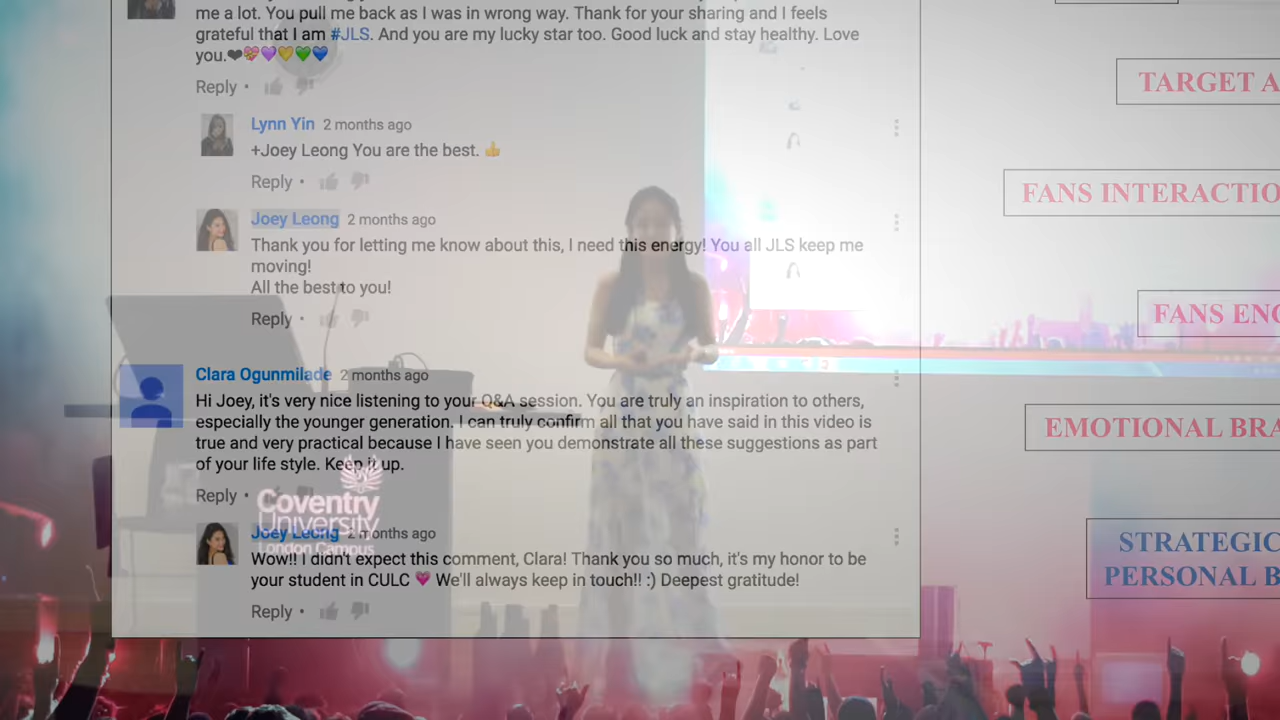 me a lot. You pull me back as I was in wrong way. Thank for your sharing and I feels
grateful that I am #JLS. And you are my lucky star too. Good luck and stay healthy. Love
you.❤💝💜💛💚💙
Reply •
Lynn Yin 2 months ago
+Joey Leong You are the best. 👍
Reply •
Joey Leong 2 months ago
Thank you for letting me know about this, I need this energy! You all JLS keep me
moving!
All the best to you!
Reply •
Clara Ogunmilade 2 months ago
Hi Joey, it's very nice listening to your Q&A session. You are truly an inspiration to others,
especially the younger generation. I can truly confirm all that you have said in this video is
true and very practical because I have seen you demonstrate all these suggestions as part
of your life style. Keep it up.
Reply •
Joey Leong 2 months ago
Wow!! I didn't expect this comment, Clara! Thank you so much, it's my honor to be
your student in CULC 💗 We'll always keep in touch!! :) Deepest gratitude!
Reply •
Coventry
University
London Campus
TARGET A
FANS INTERACTIO
FANS ENG
EMOTIONAL BRA
STRATEGIC
PERSONAL B